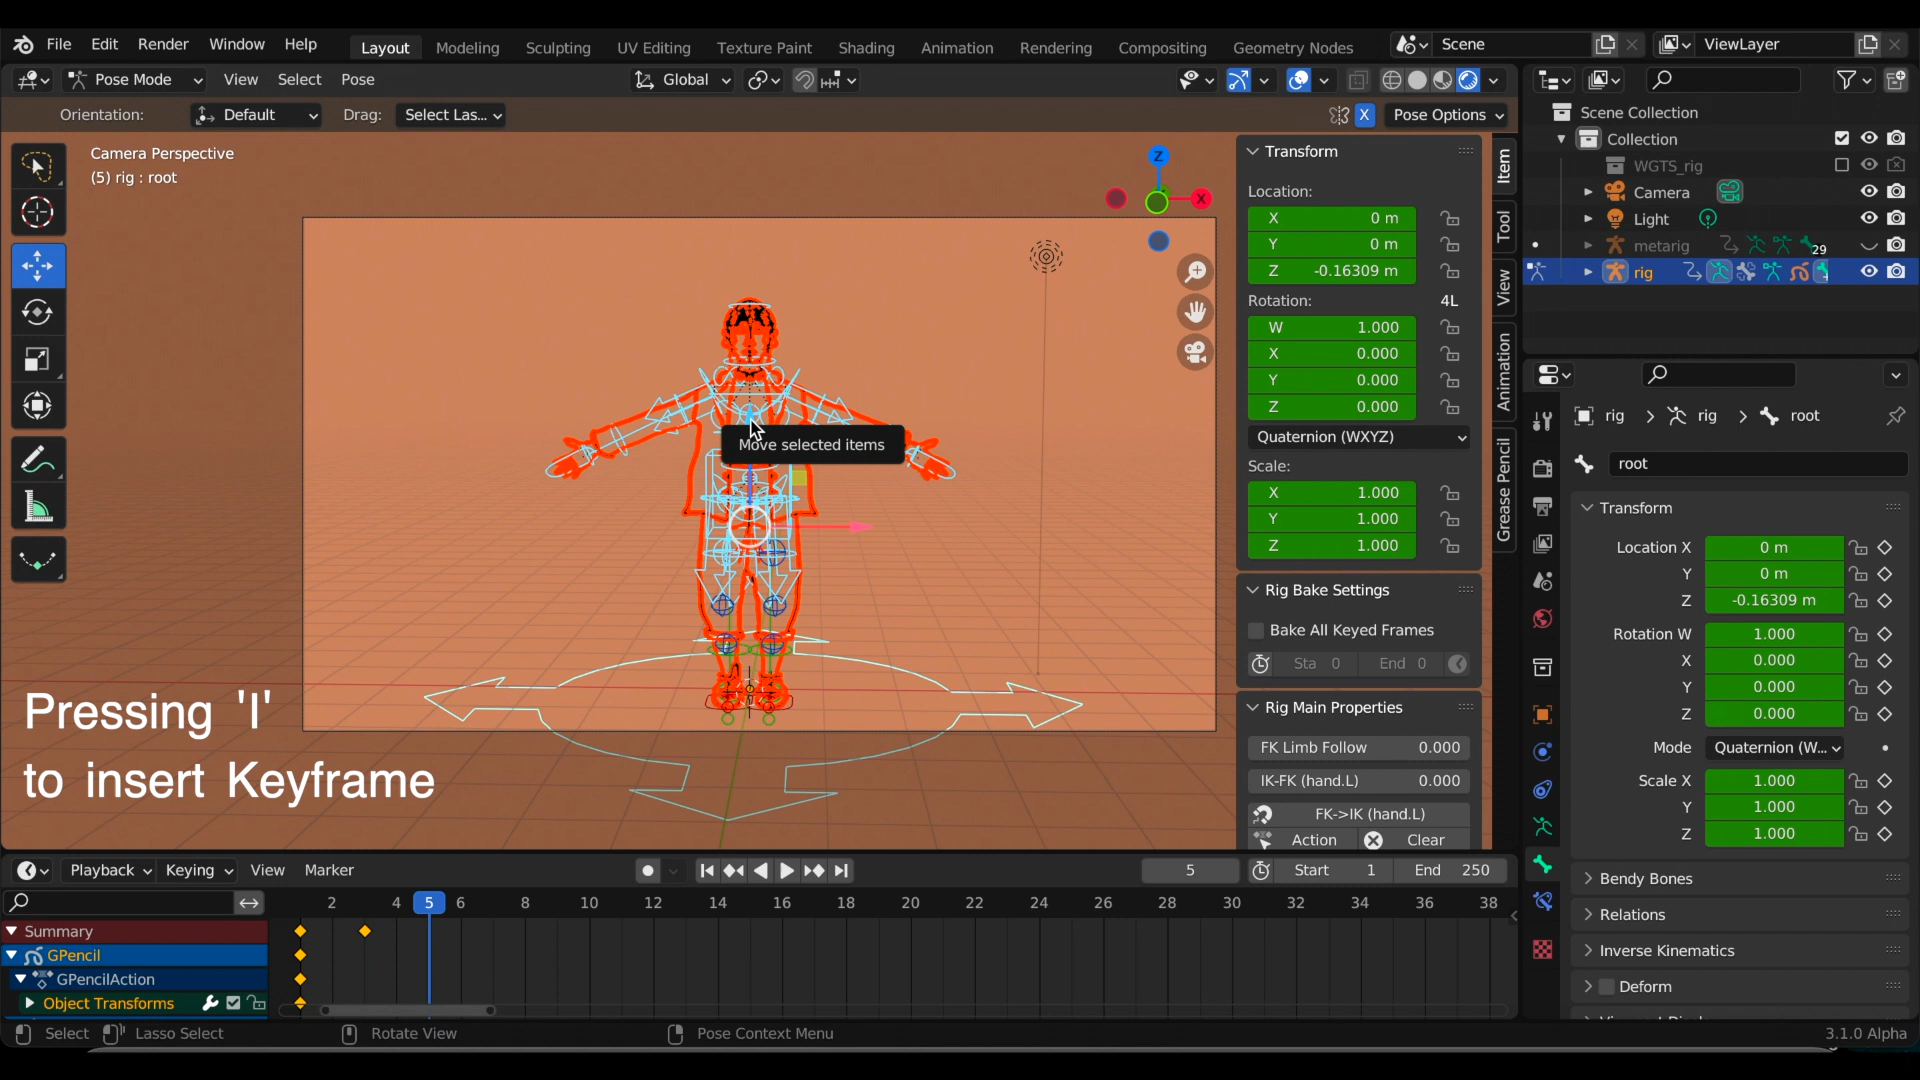 File Edit Render Window Help Layout Modeling Sculpting UV Editing Texture Paint Shading Animation Rendering Compositing Geometry Nodes Scene ViewLayer
Pose Mode View Select Pose Global
Orientation: Default Drag: Select Las... X Pose Options
Camera Perspective
(5) rig : root
Z
X
Move selected items
Pressing 'I'
to insert Keyframe
Transform
Location:
X 0 m
Y 0 m
Z -0.16309 m
Rotation: 4L
W 1.000
X 0.000
Y 0.000
Z 0.000
Quaternion (WXYZ)
Scale:
X 1.000
Y 1.000
Z 1.000
Rig Bake Settings
Bake All Keyed Frames
Sta 0 End 0
Rig Main Properties
FK Limb Follow 0.000
IK-FK (hand.L) 0.000
FK->IK (hand.L)
Action Clear
Item
Tool
View
Animation
Grease Pencil
Scene Collection
Collection
WGTS_rig
Camera
Light
metarig 29
rig
rig rig root
root
Transform
Location X 0 m
Y 0 m
Z -0.16309 m
Rotation W 1.000
X 0.000
Y 0.000
Z 0.000
Mode Quaternion (W...
Scale X 1.000
Y 1.000
Z 1.000
Bendy Bones
Relations
Inverse Kinematics
Deform
Playback Keying View Marker 5 Start 1 End 250
2 4 5 6 8 10 12 14 16 18 20 22 24 26 28 30 32 34 36 38
Summary
GPencil
GPencilAction
Object Transforms
Select Lasso Select Rotate View Pose Context Menu 3.1.0 Alpha